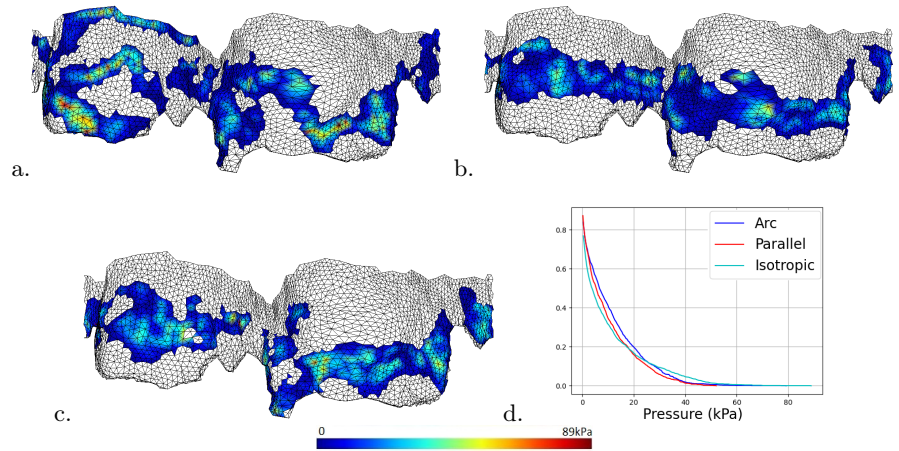 a.
b.
c.
d.
Arc
Parallel
Isotropic
0.8
0.6
0.4
0.2
0.0
0 20 40 60 80
Pressure (kPa)
0 89kPa